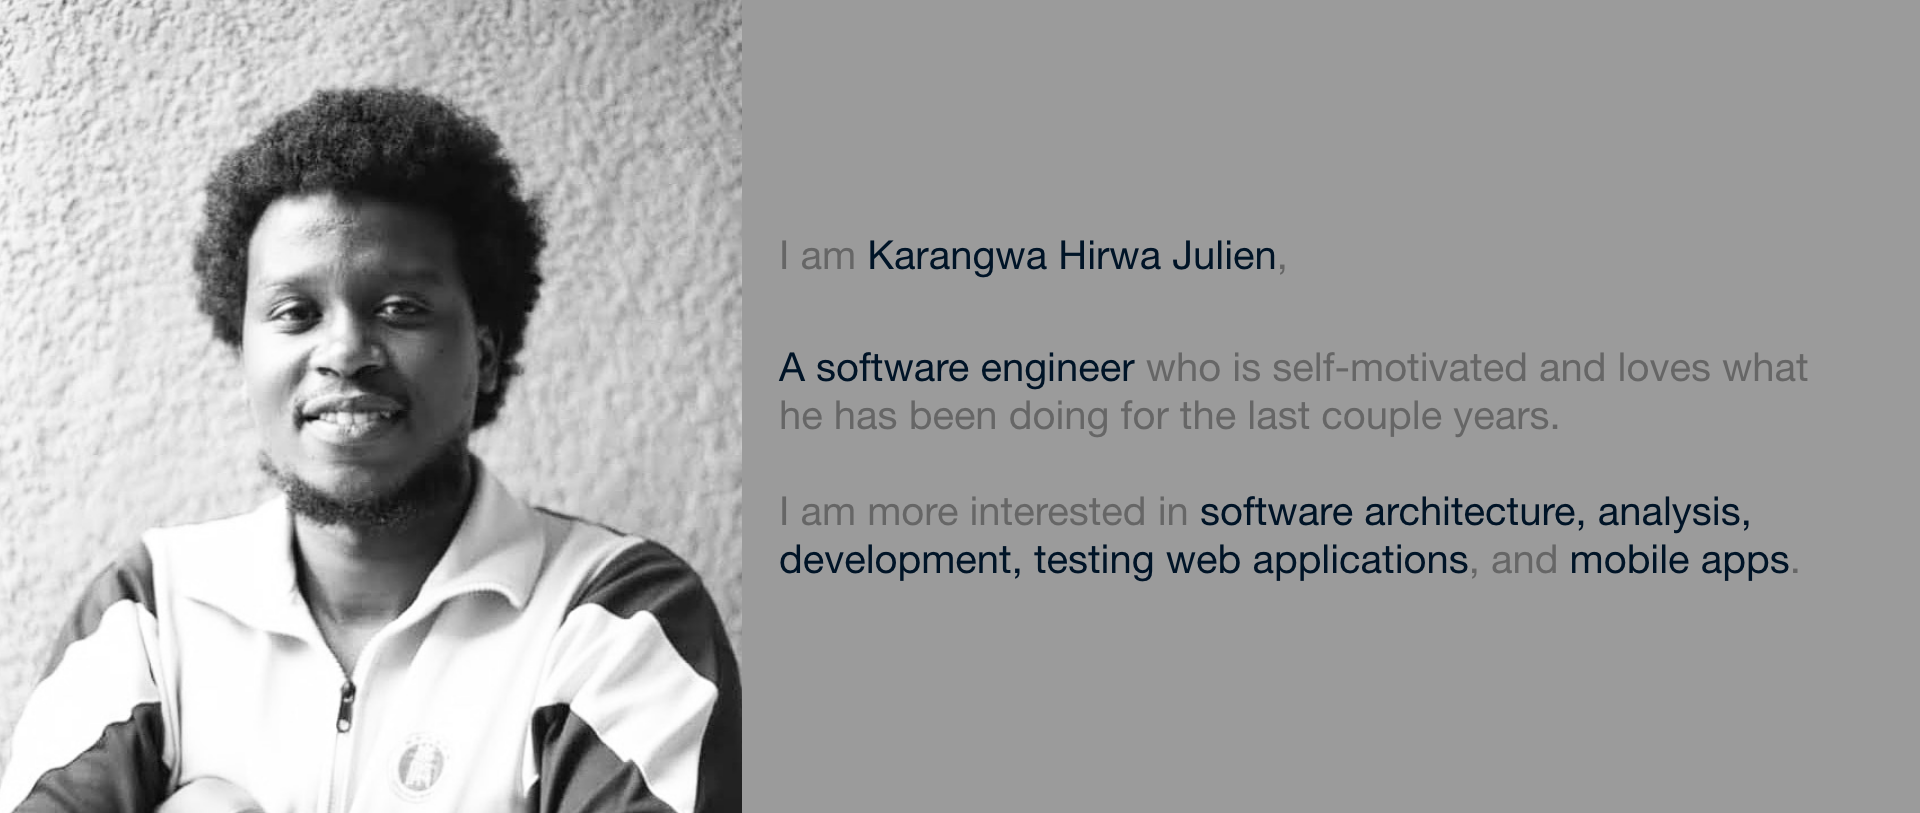 I am Karangwa Hirwa Julien,
A software engineer who is self-motivated and loves what
he has been doing for the last couple years.
I am more interested in software architecture, analysis,
development, testing web applications, and mobile apps.